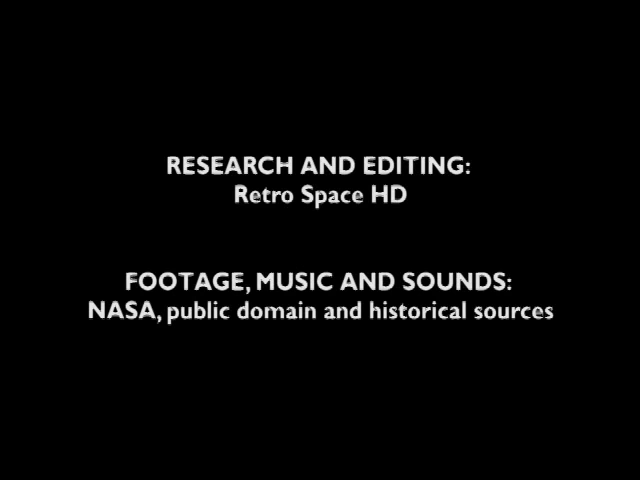 RESEARCH AND EDITING:
Retro Space HD
FOOTAGE, MUSIC AND SOUNDS:
NASA, public domain and historical sources